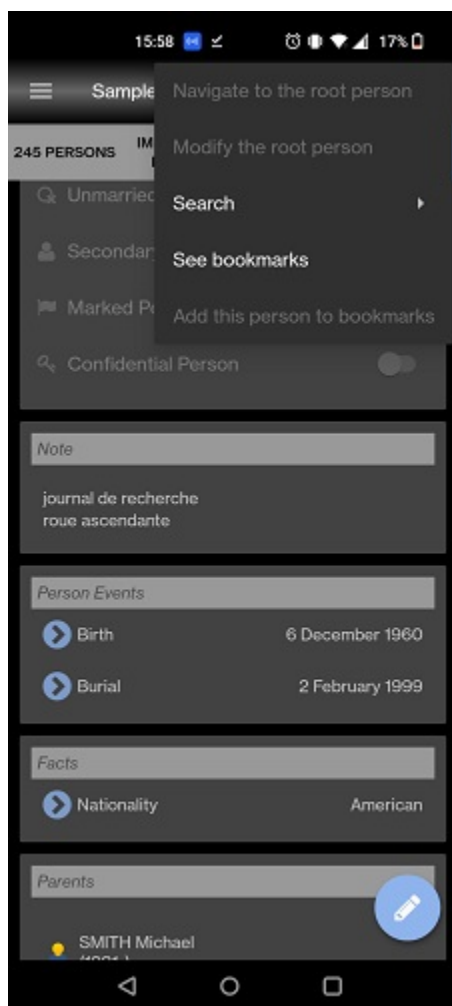 15:58 17%
Sample
Navigate to the root person
245 PERSONS IM
Modify the root person
Unmarried
Search
Secondar
See bookmarks
Marked Pe
Add this person to bookmarks
Confidential Person
Note
journal de recherche
roue ascendante
Person Events
Birth 6 December 1960
Burial 2 February 1999
Facts
Nationality American
Parents
SMITH Michael